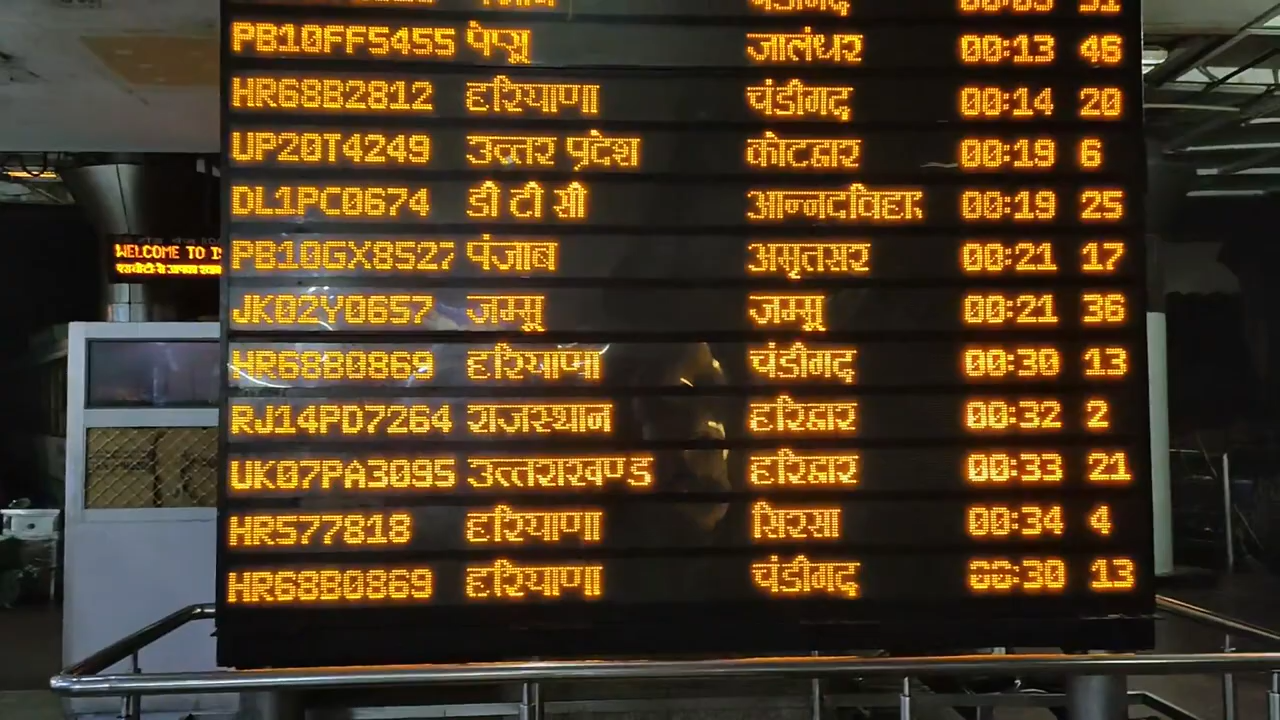 PB10FF5455 पेप्सू जालंधर 00:13 46
HR68B2812 हरियाणा चंडीगढ़ 00:14 20
UP20T4249 उत्तर प्रदेश कोटद्वार 00:19 6
DL1PC0674 डी टी सी आन्नदविहार 00:19 25
PB10GX8527 पंजाब अमृतसर 00:21 17
JK02Y0657 जम्मू जम्मू 00:21 36
HR68B0869 हरियाणा चंडीगढ़ 00:30 13
RJ14PD7264 राजस्थान हरिद्वार 00:32 2
UK07PA3095 उत्तराखण्ड हरिद्वार 00:33 21
HR577818 हरियाणा सिरसा 00:34 4
HR68B0869 हरियाणा चंडीगढ़ 00:30 13
WELCOME TO